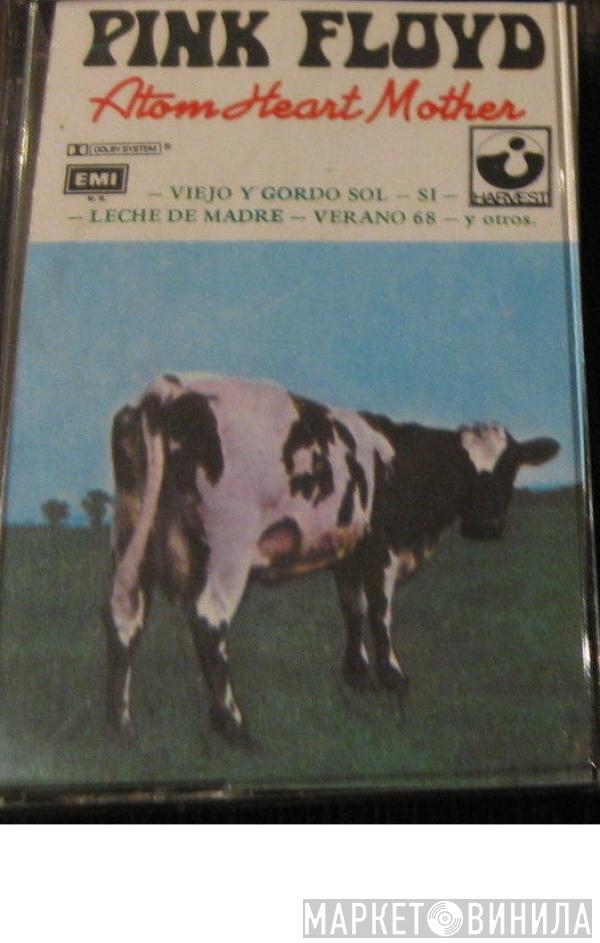 PINK FLOYD
Atom Heart Mother
DOLBY SYSTEM ®
EMI
HARVEST
– VIEJO Y GORDO SOL – SI –
– LECHE DE MADRE – VERANO 68 – y otros.
МАРКЕТ ВИНИЛА